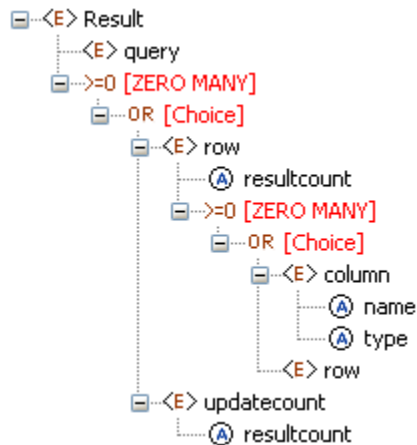 <E> Result
<E> query
>=0 [ZERO MANY]
OR [Choice]
<E> row
A resultcount
>=0 [ZERO MANY]
OR [Choice]
<E> column
A name
A type
<E> row
<E> updatecount
A resultcount